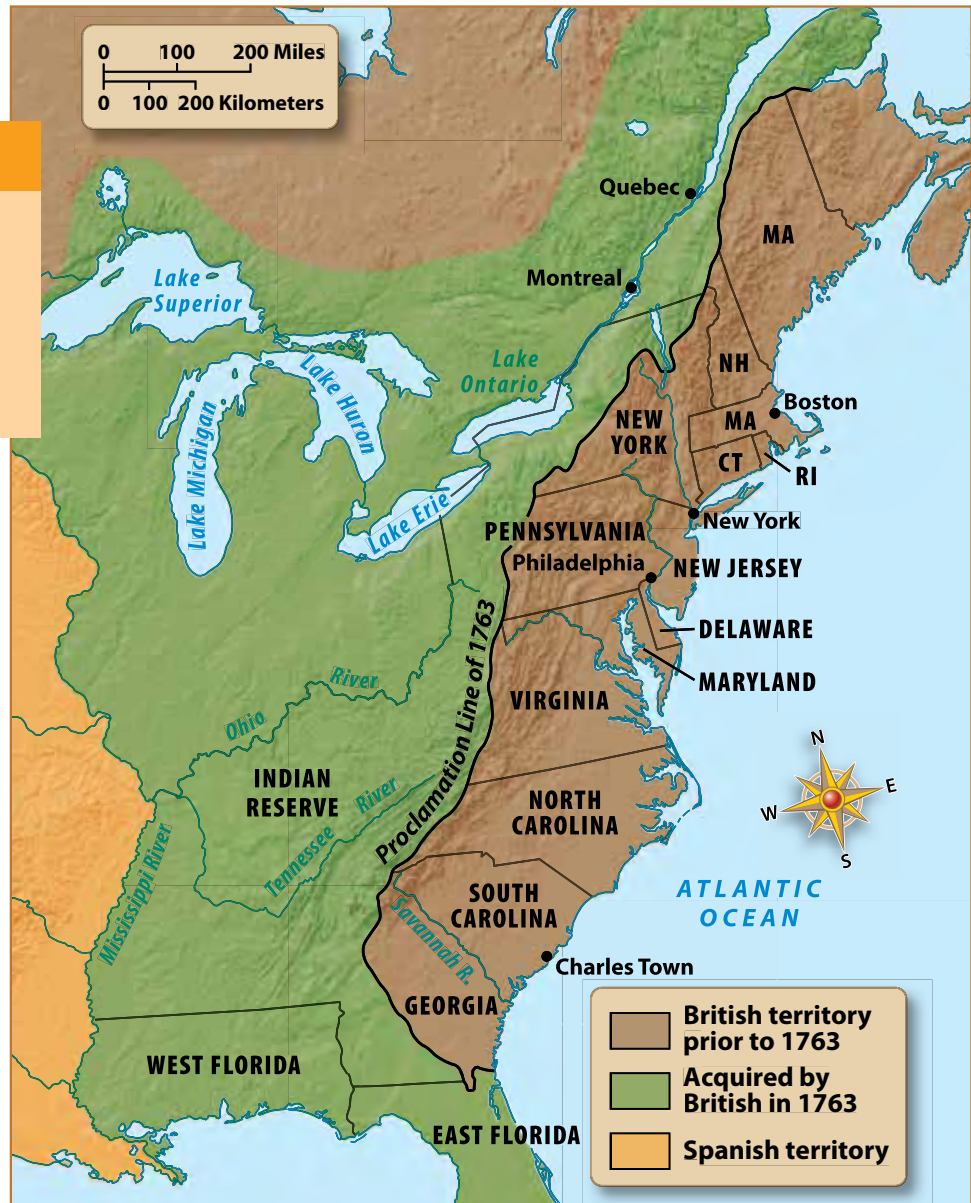 0 100 200 Miles
0 100 200 Kilometers
Quebec
MA
Montreal
Lake
Superior
Lake
Ontario
Lake Huron
Lake Michigan
NH
Boston
MA
NEW
YORK
CT
RI
Lake Erie
New York
PENNSYLVANIA
Philadelphia
NEW JERSEY
DELAWARE
MARYLAND
Proclamation Line of 1763
VIRGINIA
Ohio River
INDIAN
RESERVE
Tennessee River
Mississippi River
NORTH
CAROLINA
N
E
W
S
SOUTH
CAROLINA
ATLANTIC
OCEAN
Savannah R.
Charles Town
GEORGIA
WEST FLORIDA
EAST FLORIDA
British territory
prior to 1763
Acquired by
British in 1763
Spanish territory